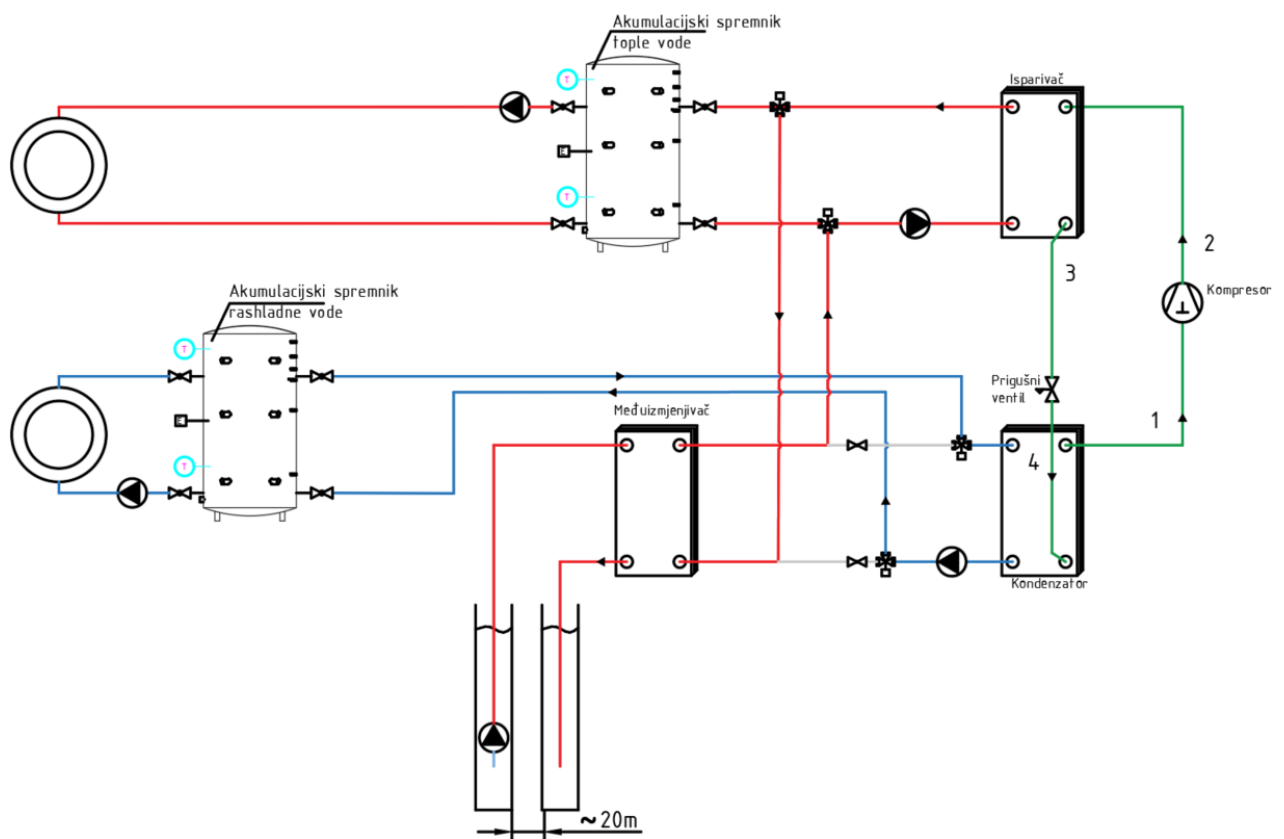 Akumulacijski spremnik
tople vode
T
T
Isparivač
2
3
Kompresor
Akumulacijski spremnik
rashladne vode
T
T
Prigušni
ventil
1
Međuizmjenjivač
4
Kondenzator
~20m